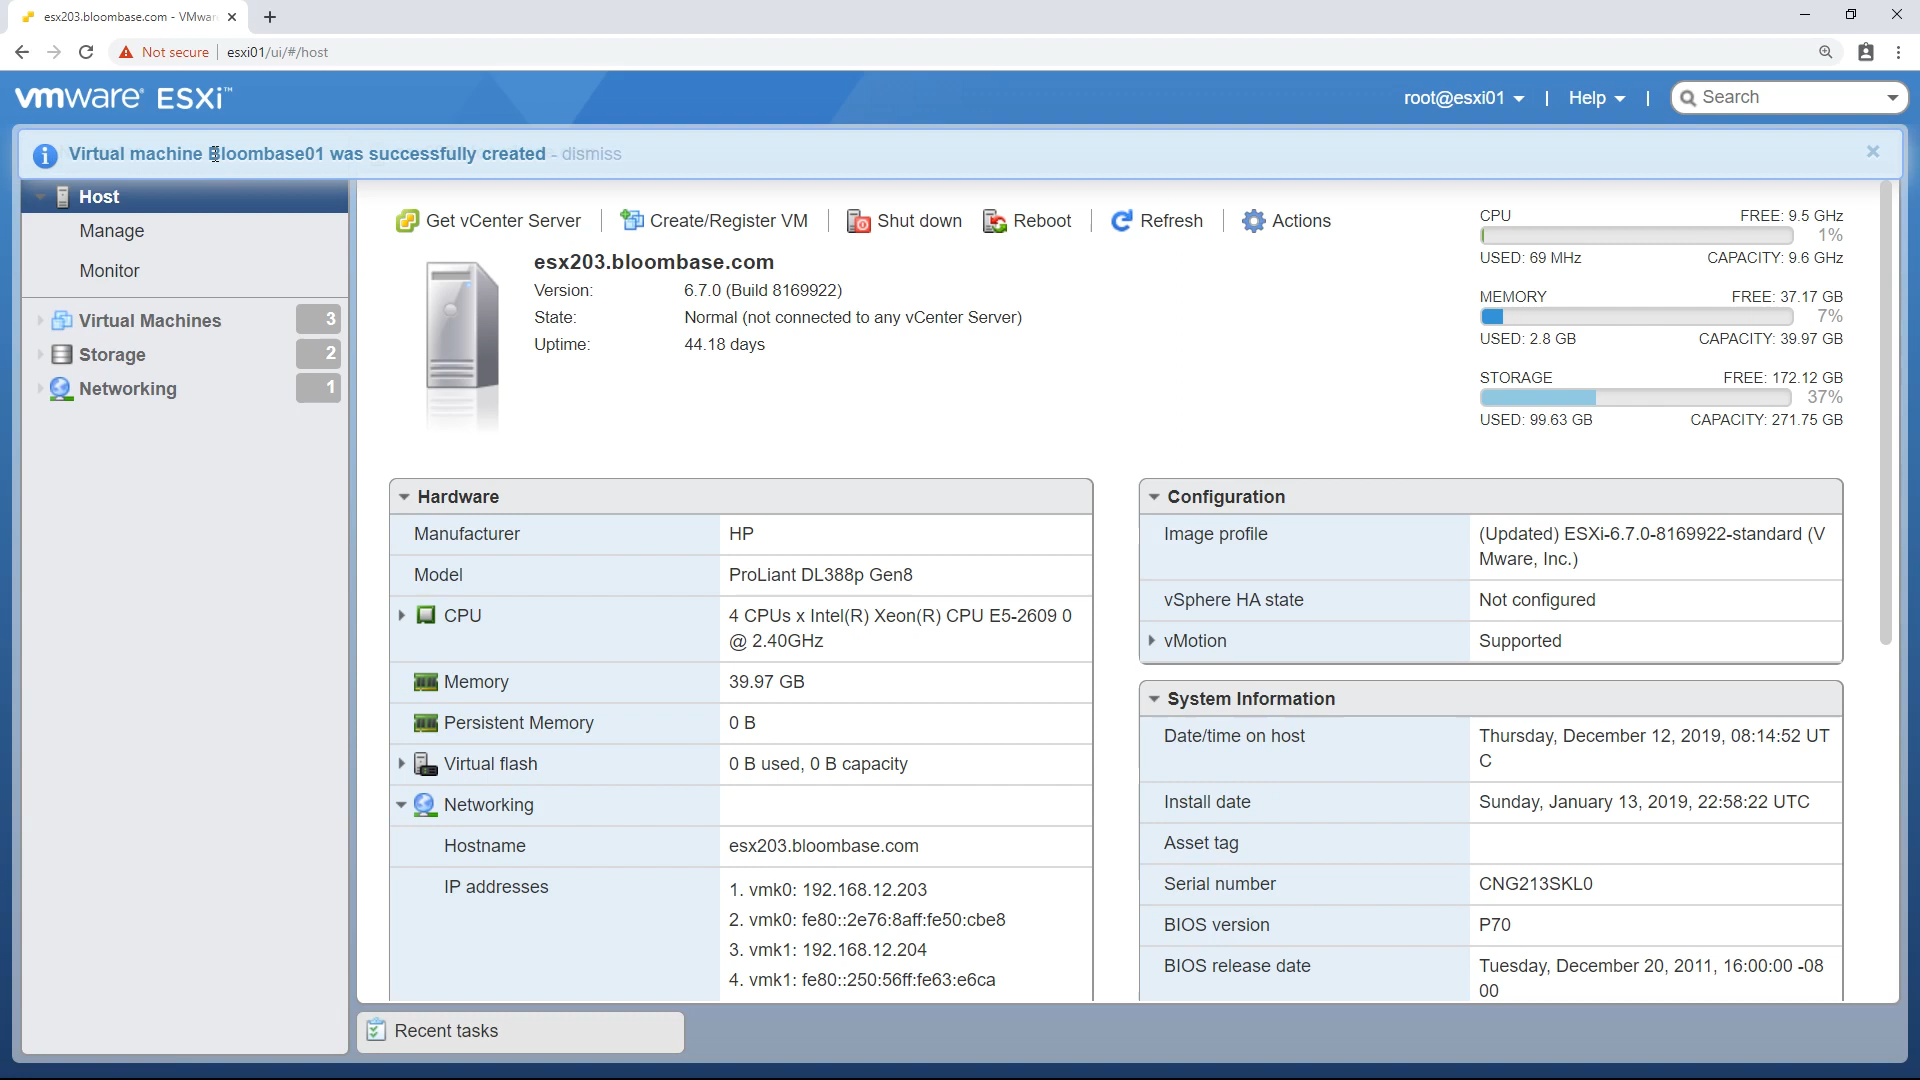 esx203.bloombase.com - VMwar
Not secure
esxi01/ui/#/host
vmware ESXi™
root@esxi01
|
Help
|
Search
Virtual machine Bloombase01 was successfully created - dismiss
Host
Manage
Monitor
Virtual Machines 3
Storage 2
Networking 1
Get vCenter Server
Create/Register VM
Shut down
Reboot
Refresh
Actions
esx203.bloombase.com
Version: 6.7.0 (Build 8169922)
State: Normal (not connected to any vCenter Server)
Uptime: 44.18 days
CPU FREE: 9.5 GHz
1%
USED: 69 MHz CAPACITY: 9.6 GHz
MEMORY FREE: 37.17 GB
7%
USED: 2.8 GB CAPACITY: 39.97 GB
STORAGE FREE: 172.12 GB
37%
USED: 99.63 GB CAPACITY: 271.75 GB
Hardware
Manufacturer HP
Model ProLiant DL388p Gen8
CPU 4 CPUs x Intel(R) Xeon(R) CPU E5-2609 0
@ 2.40GHz
Memory 39.97 GB
Persistent Memory 0 B
Virtual flash 0 B used, 0 B capacity
Networking
Hostname esx203.bloombase.com
IP addresses 1. vmk0: 192.168.12.203
2. vmk0: fe80::2e76:8aff:fe50:cbe8
3. vmk1: 192.168.12.204
4. vmk1: fe80::250:56ff:fe63:e6ca
Configuration
Image profile (Updated) ESXi-6.7.0-8169922-standard (V
Mware, Inc.)
vSphere HA state Not configured
vMotion Supported
System Information
Date/time on host Thursday, December 12, 2019, 08:14:52 UT
C
Install date Sunday, January 13, 2019, 22:58:22 UTC
Asset tag
Serial number CNG213SKL0
BIOS version P70
BIOS release date Tuesday, December 20, 2011, 16:00:00 -08
00
Recent tasks